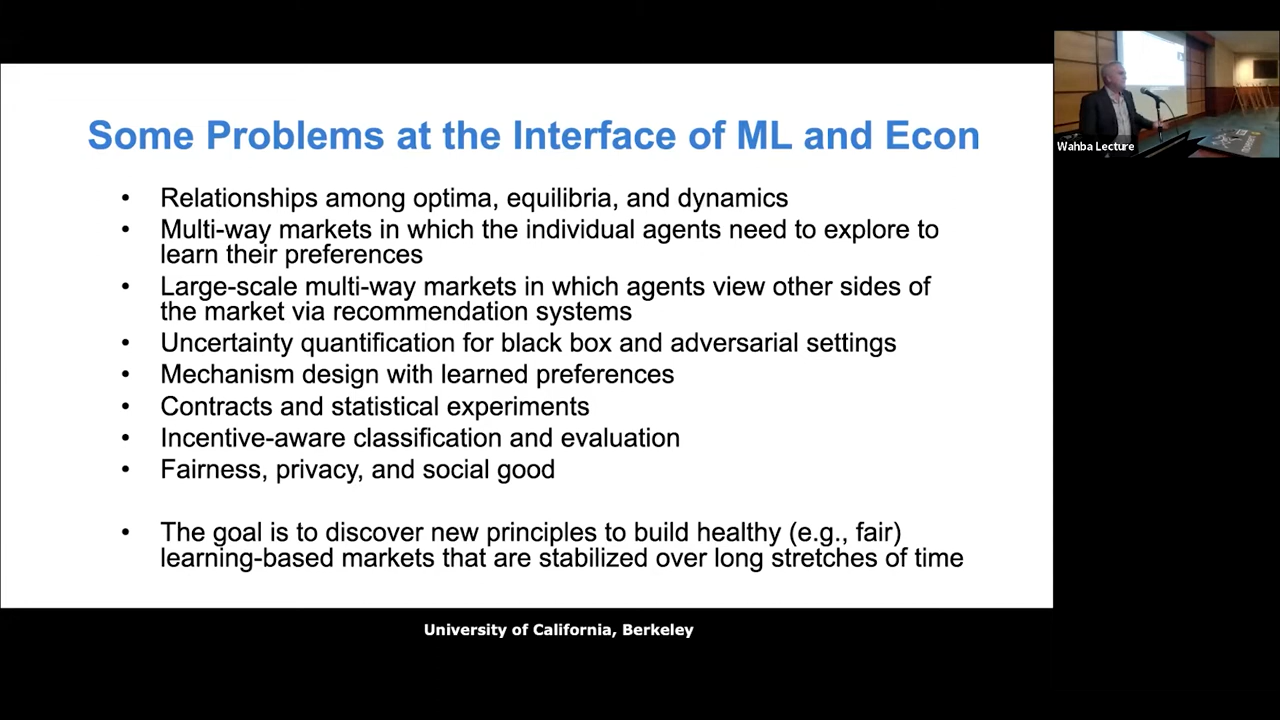 Some Problems at the Interface of ML and Econ
• Relationships among optima, equilibria, and dynamics
• Multi-way markets in which the individual agents need to explore to
learn their preferences
• Large-scale multi-way markets in which agents view other sides of
the market via recommendation systems
• Uncertainty quantification for black box and adversarial settings
• Mechanism design with learned preferences
• Contracts and statistical experiments
• Incentive-aware classification and evaluation
• Fairness, privacy, and social good
• The goal is to discover new principles to build healthy (e.g., fair)
learning-based markets that are stabilized over long stretches of time
University of California, Berkeley
Wahba Lecture